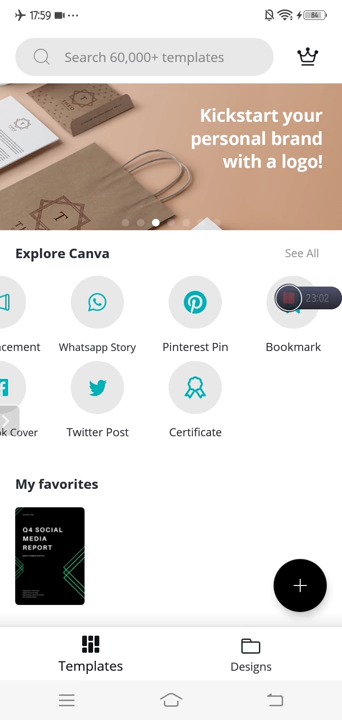 17:59
84
Search 60,000+ templates
Kickstart your
personal brand
with a logo!
T
Explore Canva
See All
23:02
cement
Whatsapp Story
Pinterest Pin
Bookmark
k Cover
Twitter Post
Certificate
My favorites
Q4 SOCIAL
MEDIA
REPORT
Templates
Designs